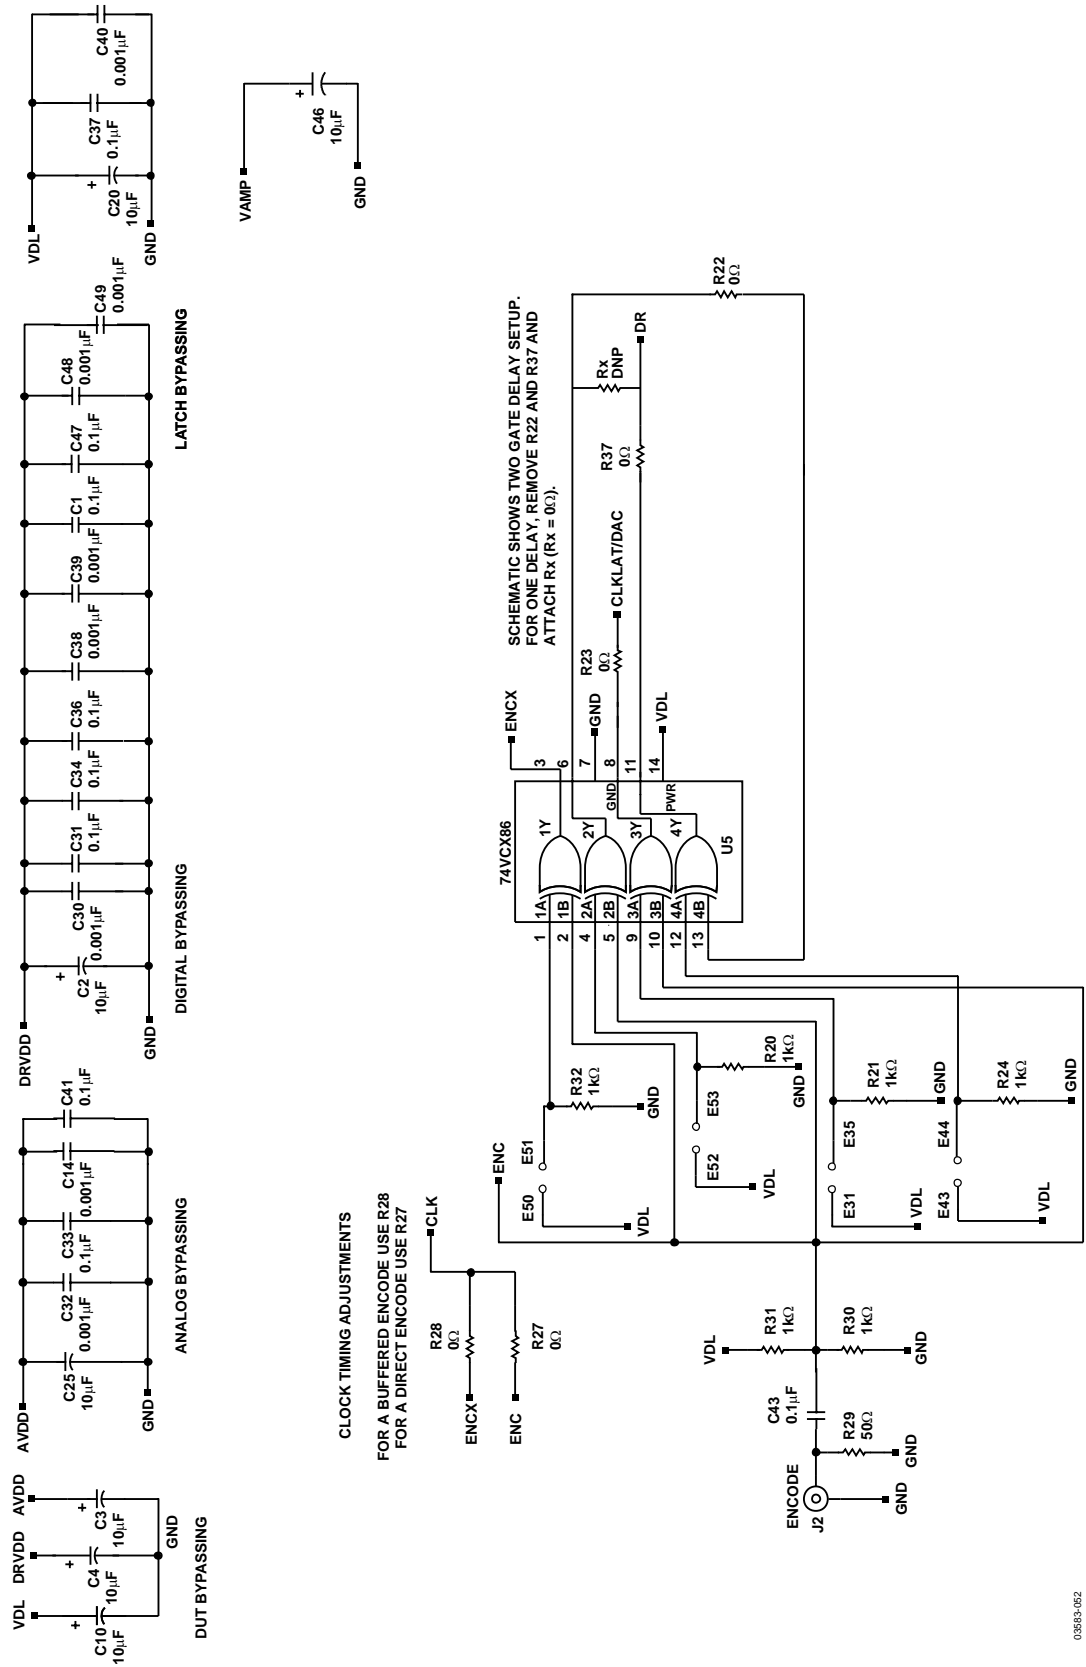 VDL
DRVDD
AVDD
C10
10µF
C4
10µF
C3
10µF
GND
DUT BYPASSING
AVDD
GND
C25
10µF
C32
0.001µF
C33
0.1µF
C14
0.001µF
C41
0.1µF
ANALOG BYPASSING
DRVDD
GND
C2
10µF
C30
0.001µF
C31
0.1µF
C34
0.1µF
C36
0.1µF
C38
0.001µF
C39
0.001µF
C1
0.1µF
C47
0.1µF
C48
0.001µF
C49
0.001µF
DIGITAL BYPASSING
LATCH BYPASSING
VDL
GND
C20
10µF
C37
0.1µF
C40
0.001µF
VAMP
GND
C46
10µF
+
+
+
+
+
+
CLOCK TIMING ADJUSTMENTS
FOR A BUFFERED ENCODE USE R28
FOR A DIRECT ENCODE USE R27
CLK
R28
0Ω
R27
0Ω
ENCX
ENC
SCHEMATIC SHOWS TWO GATE DELAY SETUP.
FOR ONE DELAY, REMOVE R22 AND R37 AND
ATTACH Rx (Rx = 0Ω).
ENC
E50
E51
VDL
R32
1kΩ
GND
E52
E53
VDL
R20
1kΩ
GND
E31
E35
VDL
R21
1kΩ
GND
E43
E44
VDL
R24
1kΩ
GND
74VCX86
U5
1
2
4
5
9
10
12
13
1A
1B
2A
2B
3A
3B
4A
4B
1Y
2Y
3Y
4Y
GND
PWR
3
6
7
8
11
14
ENCX
GND
VDL
R23
0Ω
CLKLAT/DAC
R37
0Ω
Rx
DNP
DR
R22
0Ω
ENCODE
J2
GND
R29
50Ω
GND
C43
0.1µF
VDL
R31
1kΩ
R30
1kΩ
GND
03583-052